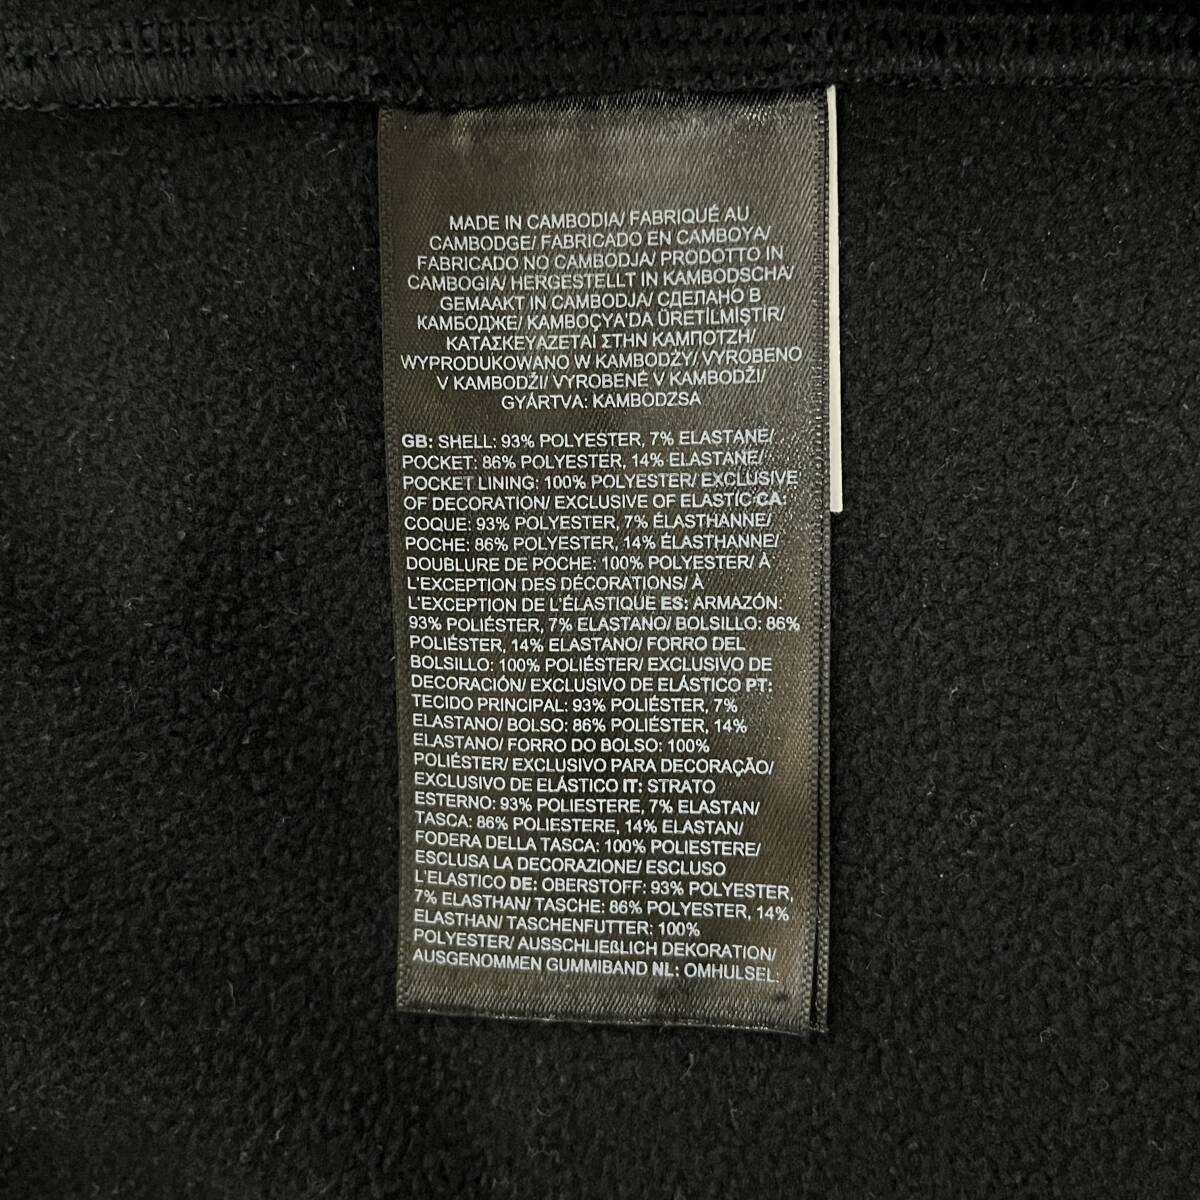 MADE IN CAMBODIA/ FABRIQUÉ AU
CAMBODGE/ FABRICADO EN CAMBOYA/
FABRICADO NO CAMBODJA/ PRODOTTO IN
CAMBOGIA/ HERGESTELLT IN KAMBODSCHA/
GEMAAKT IN CAMBODJA/ СДЕЛАНО В
КАМБОДЖЕ/ KAMBOÇYA'DA ÜRETİLMİŞTİR/
ΚΑΤΑΣΚΕΥΑΖΕΤΑΙ ΣΤΗΝ ΚΑΜΠΟΤΖΗ/
WYPRODUKOWANO W KAMBODŻY/ VYROBENO
V KAMBODŽI/ VYROBENÉ V KAMBODŽI/
GYÁRTVA: KAMBODZSA
GB: SHELL: 93% POLYESTER, 7% ELASTANE/
POCKET: 86% POLYESTER, 14% ELASTANE/
POCKET LINING: 100% POLYESTER/ EXCLUSIVE
OF DECORATION/ EXCLUSIVE OF ELASTIC CA:
COQUE: 93% POLYESTER, 7% ÉLASTHANNE/
POCHE: 86% POLYESTER, 14% ÉLASTHANNE/
DOUBLURE DE POCHE: 100% POLYESTER/ À
L'EXCEPTION DES DÉCORATIONS/ À
L'EXCEPTION DE L'ÉLASTIQUE ES: ARMAZÓN:
93% POLIÉSTER, 7% ELASTANO/ BOLSILLO: 86%
POLIÉSTER, 14% ELASTANO/ FORRO DEL
BOLSILLO: 100% POLIÉSTER/ EXCLUSIVO DE
DECORACIÓN/ EXCLUSIVO DE ELÁSTICO PT:
TECIDO PRINCIPAL: 93% POLIÉSTER, 7%
ELASTANO/ BOLSO: 86% POLIÉSTER, 14%
ELASTANO/ FORRO DO BOLSO: 100%
POLIÉSTER/ EXCLUSIVO PARA DECORAÇÃO/
EXCLUSIVO DE ELÁSTICO IT: STRATO
ESTERNO: 93% POLIESTERE, 7% ELASTAN/
TASCA: 86% POLIESTERE, 14% ELASTAN/
FODERA DELLA TASCA: 100% POLIESTERE/
ESCLUSA LA DECORAZIONE/ ESCLUSO
L'ELASTICO DE: OBERSTOFF: 93% POLYESTER,
7% ELASTHAN/ TASCHE: 86% POLYESTER, 14%
ELASTHAN/ TASCHENFUTTER: 100%
POLYESTER/ AUSSCHLIEßLICH DEKORATION/
AUSGENOMMEN GUMMIBAND NL: OMHULSEL: